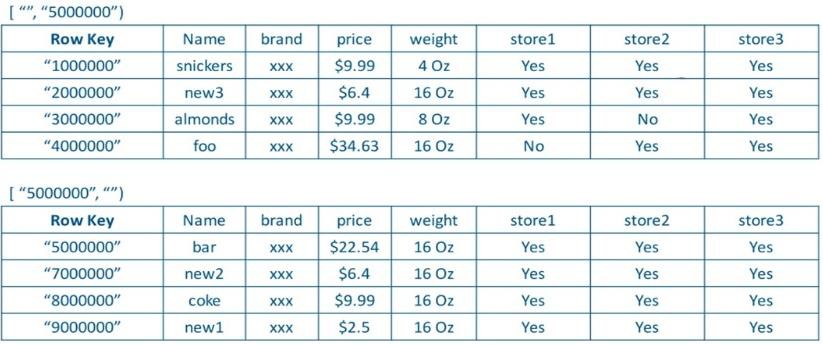 [ “”, “5000000”)
Row Key Name brand price weight store1 store2 store3
“1000000” snickers xxx $9.99 4 Oz Yes Yes Yes
“2000000” new3 xxx $6.4 16 Oz Yes Yes Yes
“3000000” almonds xxx $9.99 8 Oz Yes No Yes
“4000000” foo xxx $34.63 16 Oz No Yes Yes
[ “5000000”, “”)
Row Key Name brand price weight store1 store2 store3
“5000000” bar xxx $22.54 16 Oz Yes Yes Yes
“7000000” new2 xxx $6.4 16 Oz Yes Yes Yes
“8000000” coke xxx $9.99 16 Oz Yes Yes Yes
“9000000” new1 xxx $2.5 16 Oz Yes Yes Yes